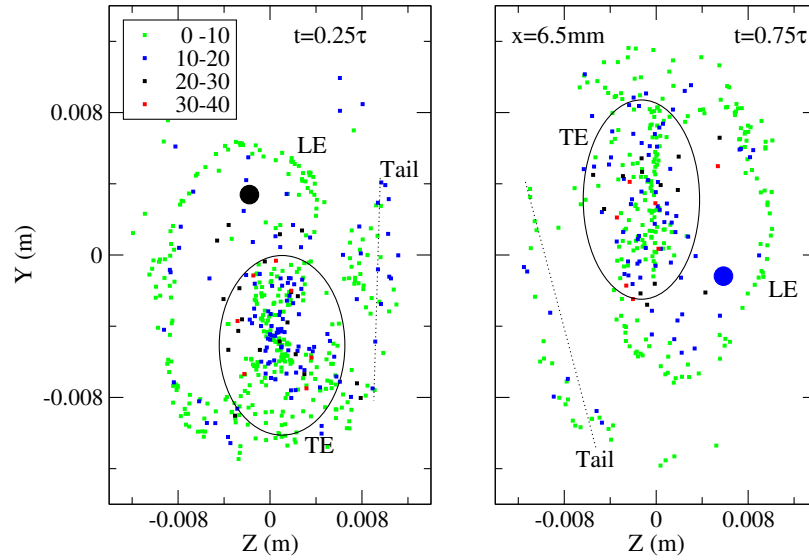 0 -10
10-20
20-30
30-40
t=0.25τ
LE
Tail
TE
0.008
0
-0.008
Y (m)
-0.008
0
0.008
Z (m)
x=6.5mm
t=0.75τ
TE
LE
Tail
-0.008
0
0.008
Z (m)